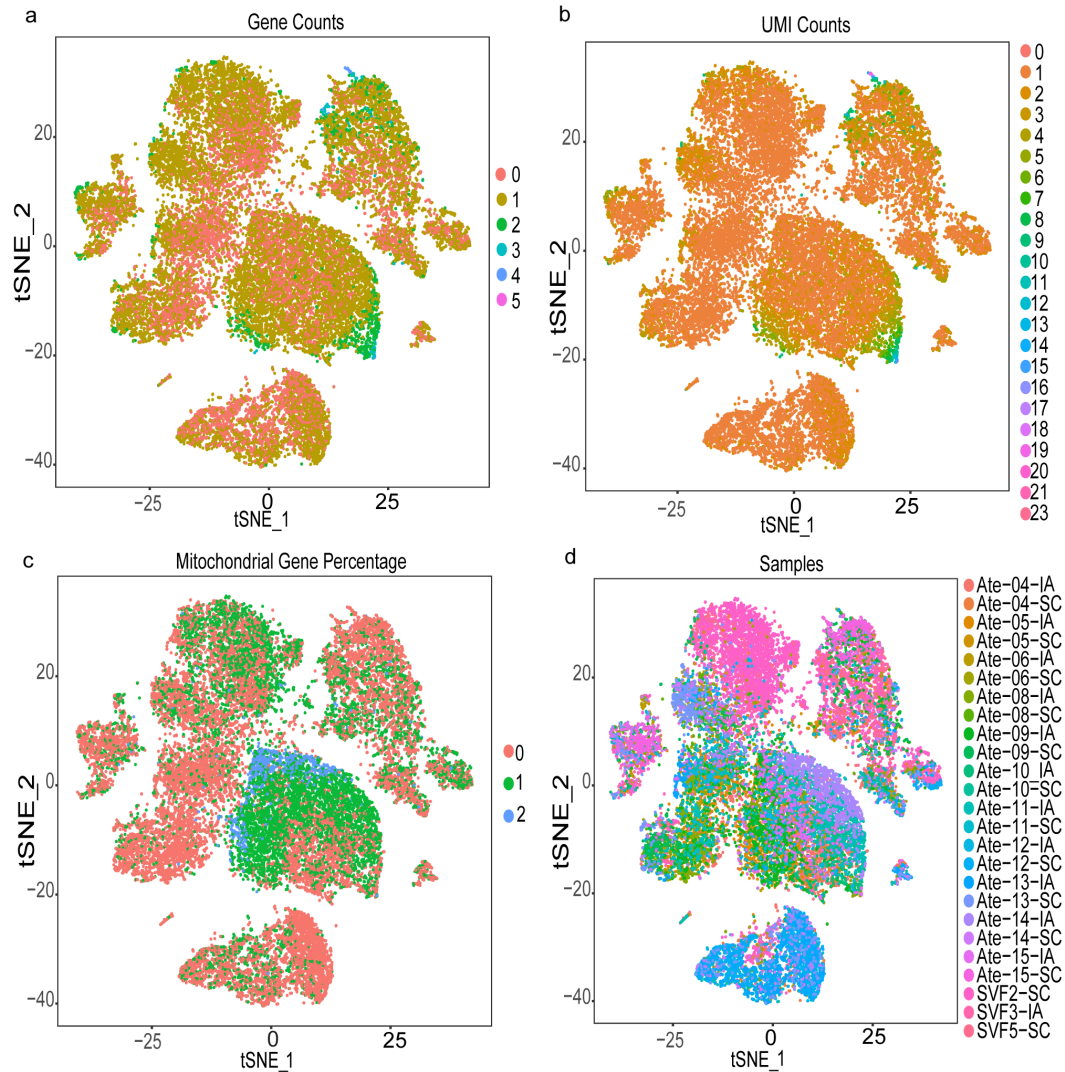 a
Gene Counts
tSNE_2
20
0
−20
−40
−25
0
25
tSNE_1
0
1
2
3
4
5
b
UMI Counts
tSNE_2
20
0
−20
−40
−25
0
25
tSNE_1
0
1
2
3
4
5
6
7
8
9
10
11
12
13
14
15
16
17
18
19
20
21
23
c
Mitochondrial Gene Percentage
tSNE_2
20
0
−20
−40
−25
0
25
tSNE_1
0
1
2
d
Samples
tSNE_2
20
0
−20
−40
−25
0
25
tSNE_1
Ate−04−IA
Ate−04−SC
Ate−05−IA
Ate−05−SC
Ate−06−IA
Ate−06−SC
Ate−08−IA
Ate−08−SC
Ate−09−IA
Ate−09−SC
Ate−10_IA
Ate−10−SC
Ate−11−IA
Ate−11−SC
Ate−12−IA
Ate−12−SC
Ate−13−IA
Ate−13−SC
Ate−14−IA
Ate−14−SC
Ate−15−IA
Ate−15−SC
SVF2−SC
SVF3−IA
SVF5−SC